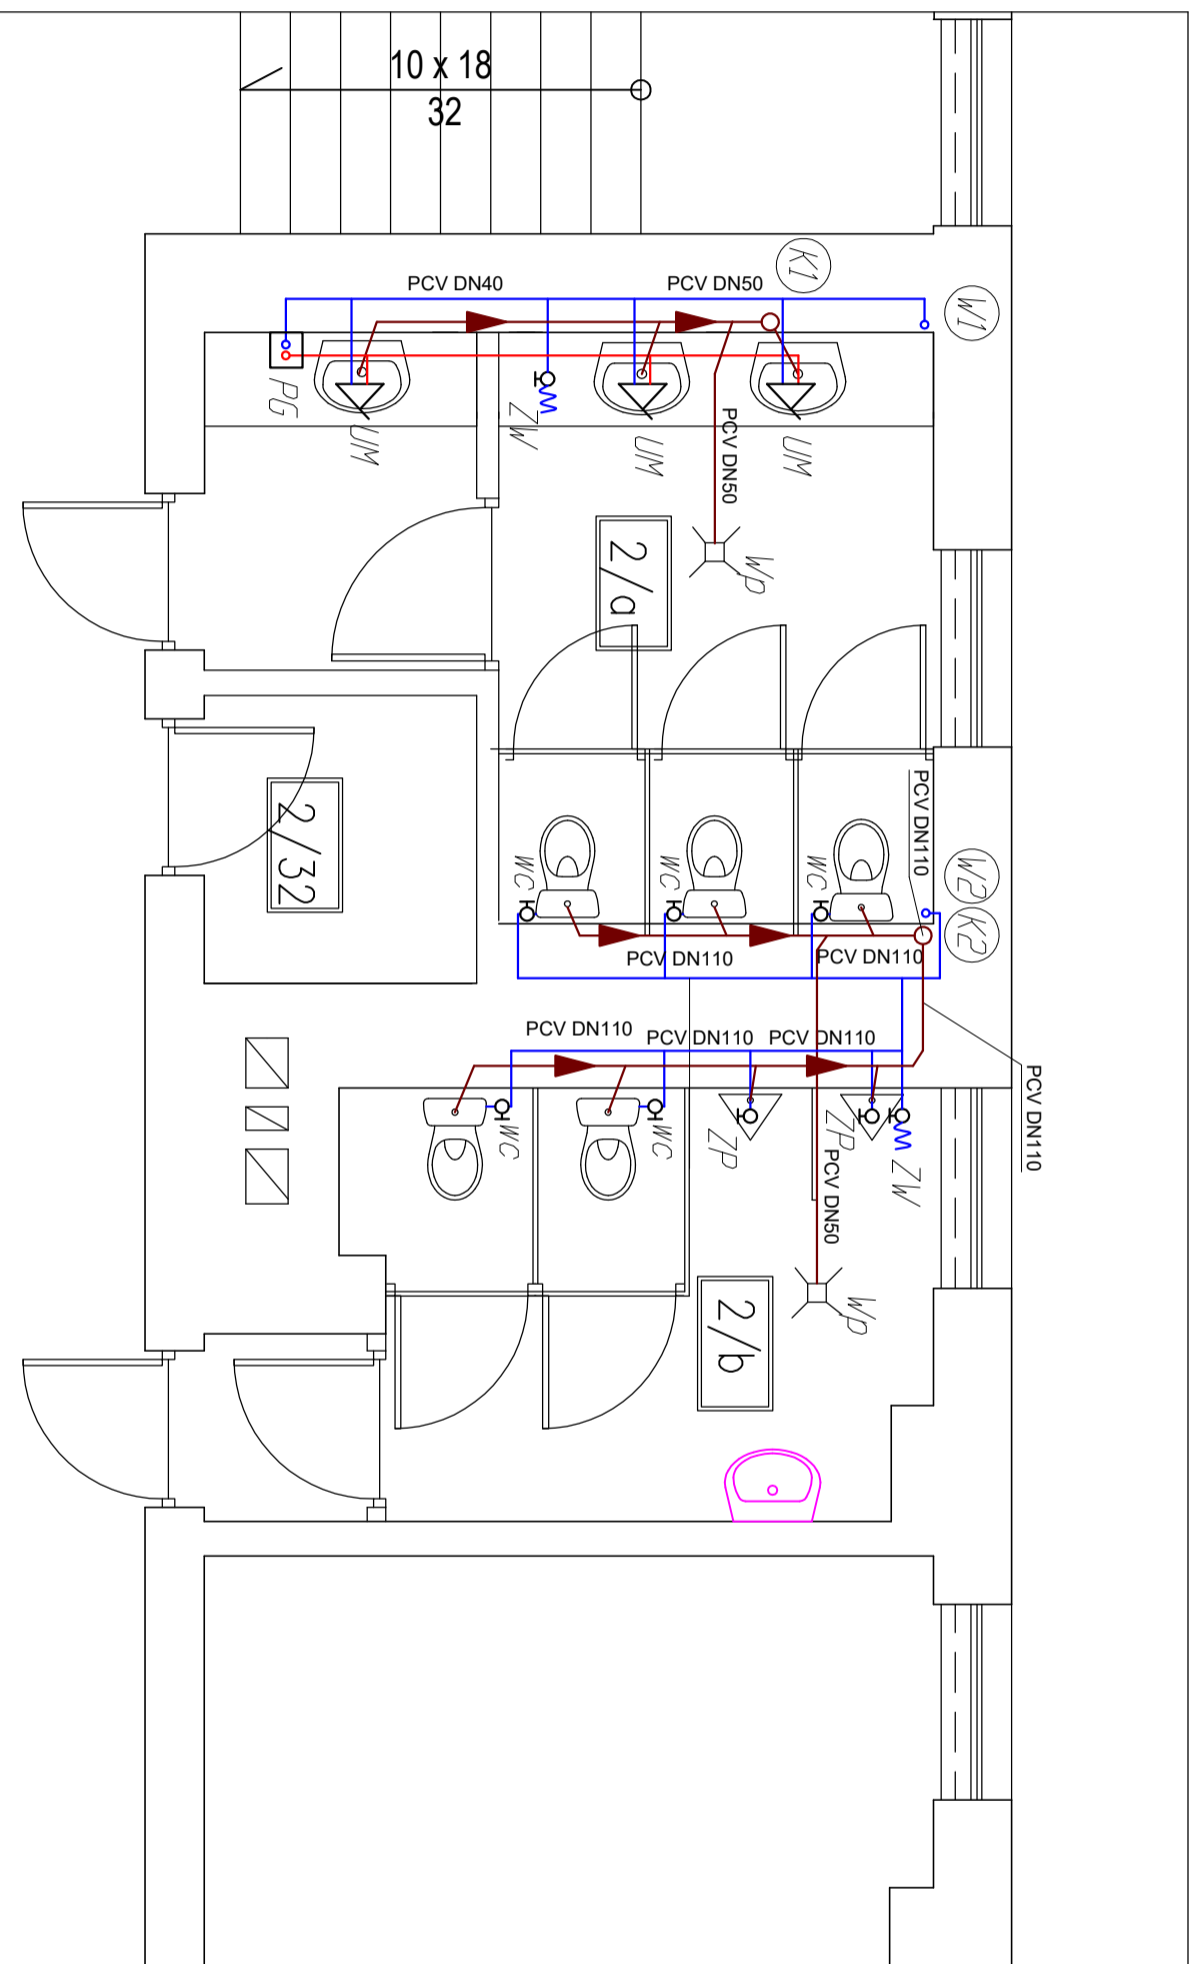 10 x 18
32
K1
W1
PCV DN40
PCV DN50
PG
UM
ZW
UM
UM
PCV DN50
Wp
2/a
2/32
PCV DN110
W2
K2
WC
WC
WC
PCV DN110
PCV DN110
PCV DN110
PCV DN110
PCV DN110
PCV DN110
WC
WC
ZP
ZP
ZW
PCV DN50
Wp
2/b